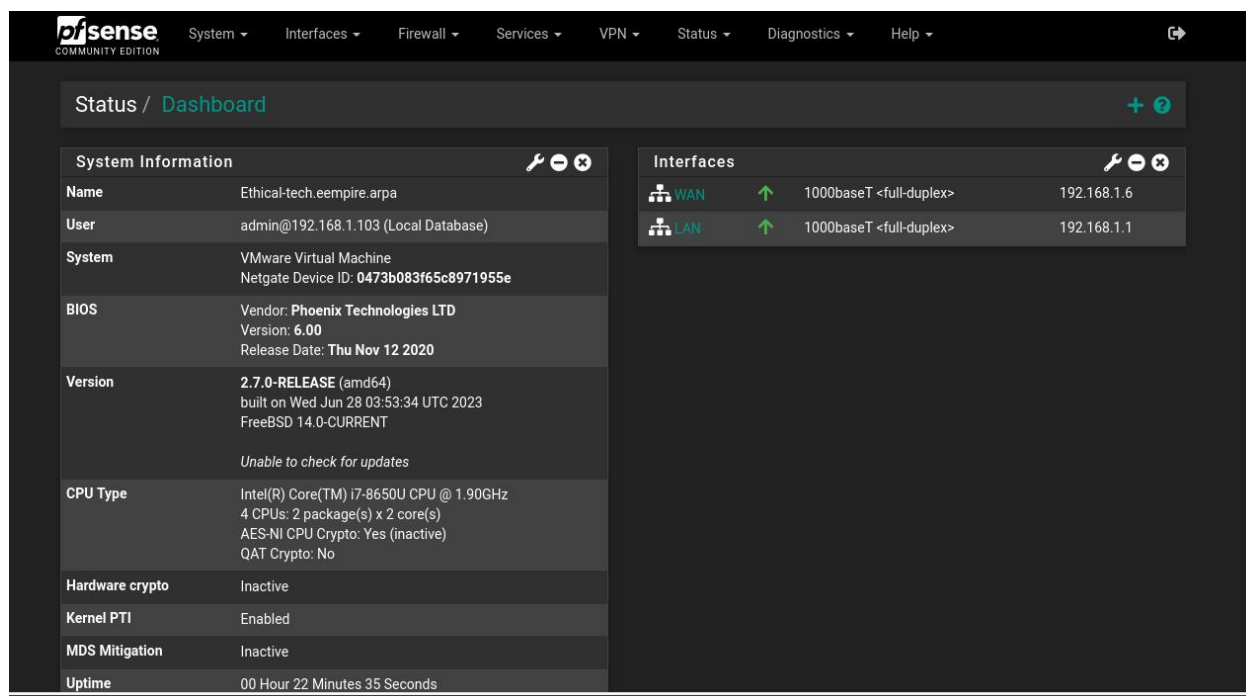 pfsense
COMMUNITY EDITION
System
Interfaces
Firewall
Services
VPN
Status
Diagnostics
Help
Status / Dashboard
System Information
Name Ethical-tech.eempire.arpa
User admin@192.168.1.103 (Local Database)
System VMware Virtual Machine
Netgate Device ID: 0473b083f65c8971955e
BIOS Vendor: Phoenix Technologies LTD
Version: 6.00
Release Date: Thu Nov 12 2020
Version 2.7.0-RELEASE (amd64)
built on Wed Jun 28 03:53:34 UTC 2023
FreeBSD 14.0-CURRENT
Unable to check for updates
CPU Type Intel(R) Core(TM) i7-8650U CPU @ 1.90GHz
4 CPUs: 2 package(s) x 2 core(s)
AES-NI CPU Crypto: Yes (inactive)
QAT Crypto: No
Hardware crypto Inactive
Kernel PTI Enabled
MDS Mitigation Inactive
Uptime 00 Hour 22 Minutes 35 Seconds
Interfaces
WAN 1000baseT <full-duplex> 192.168.1.6
LAN 1000baseT <full-duplex> 192.168.1.1